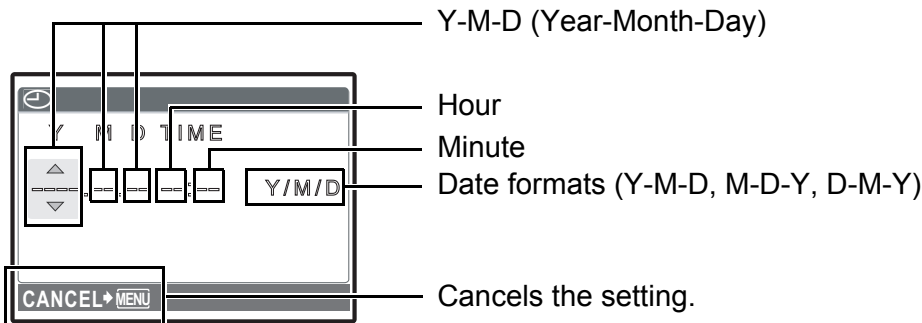 Y-M-D (Year-Month-Day)
Hour
Minute
Date formats (Y-M-D, M-D-Y, D-M-Y)
Cancels the setting.
Y M D TIME
---- . -- . -- -- : -- Y/M/D
CANCEL MENU